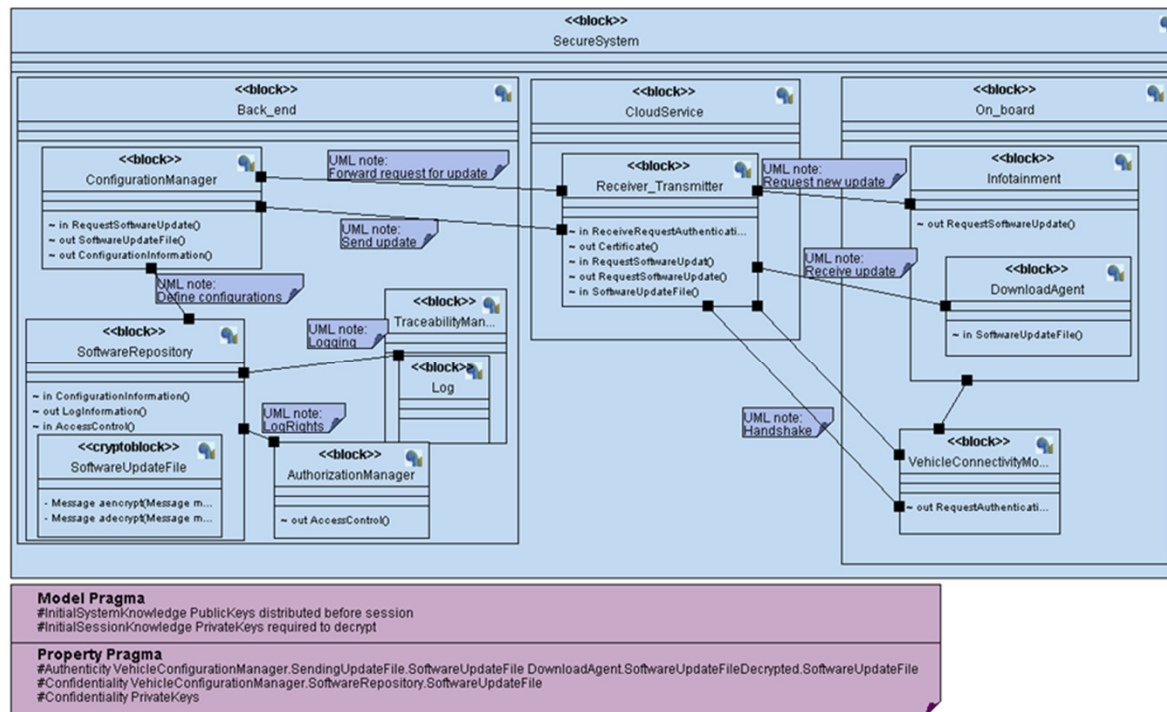 <<block>>
SecureSystem
<<block>>
Back_end
<<block>>
ConfigurationManager
~ in RequestSoftwareUpdate()
~ out SoftwareUpdateFile()
~ out ConfigurationInformation()
UML note:
Forward request for update
UML note:
Send update
UML note:
Define configurations
<<block>>
SoftwareRepository
~ in ConfigurationInformation()
~ out LogInformation()
~ in AccessControl()
<<cryptoblock>>
SoftwareUpdateFile
- Message aencrypt(Message m...
- Message adecrypt(Message m...
UML note:
Logging
<<block>>
TraceabilityMan...
<<block>>
Log
UML note:
LogRights
<<block>>
AuthorizationManager
~ out AccessControl()
<<block>>
CloudService
<<block>>
Receiver_Transmitter
~ in ReceiveRequestAuthenticati...
~ out Certificate()
~ in RequestSoftwareUpdat()
~ out RequestSoftwareUpdate()
~ in SoftwareUpdateFile()
UML note:
Request new update
UML note:
Receive update
UML note:
Handshake
<<block>>
On_board
<<block>>
Infotainment
~ out RequestSoftwareUpdate()
<<block>>
DownloadAgent
~ in SoftwareUpdateFile()
<<block>>
VehicleConnectivityMo...
~ out RequestAuthenticati...
Model Pragma
#InitialSystemKnowledge PublicKeys distributed before session
#InitialSessionKnowledge PrivateKeys required to decrypt
Property Pragma
#Authenticity VehicleConfigurationManager.SendingUpdateFile.SoftwareUpdateFile DownloadAgent.SoftwareUpdateFileDecrypted.SoftwareUpdateFile
#Confidentiality VehicleConfigurationManager.SoftwareRepository.SoftwareUpdateFile
#Confidentiality PrivateKeys